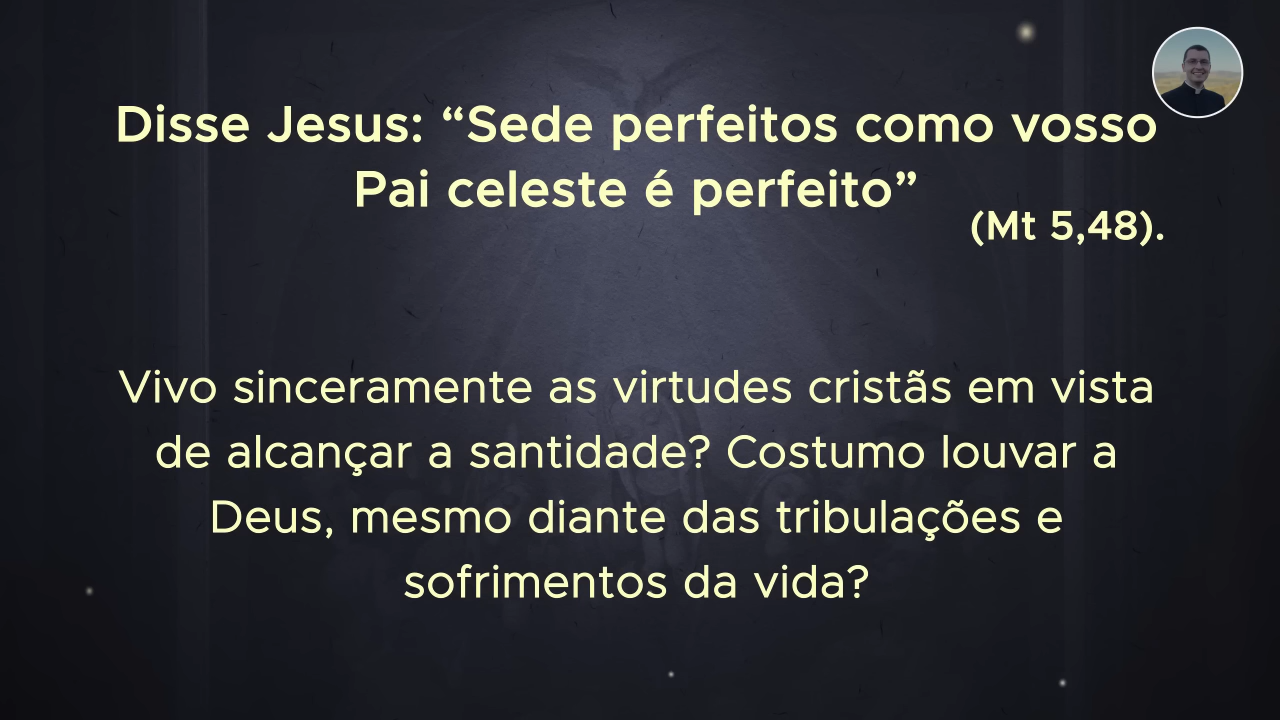 Disse Jesus: “Sede perfeitos como vosso
Pai celeste é perfeito”
(Mt 5,48).
Vivo sinceramente as virtudes cristãs em vista
de alcançar a santidade? Costumo louvar a
Deus, mesmo diante das tribulações e
sofrimentos da vida?